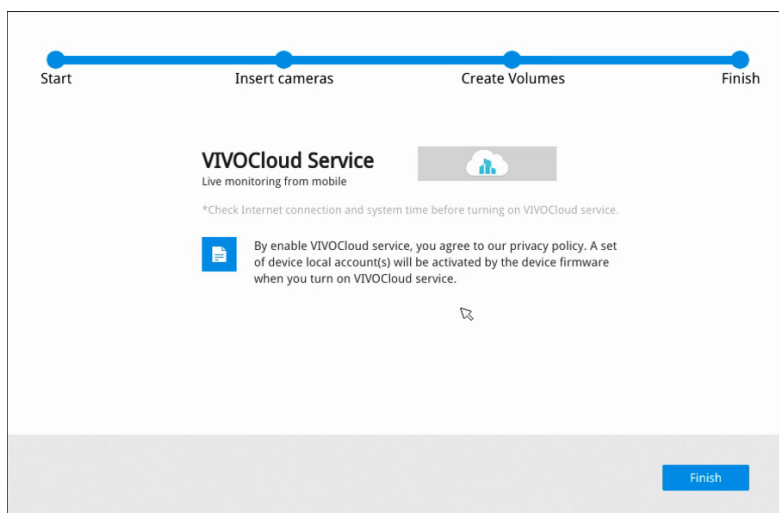 Start
Insert cameras
Create Volumes
Finish
VIVOCloud Service
Live monitoring from mobile
*Check Internet connection and system time before turning on VIVOCloud service.
By enable VIVOCloud service, you agree to our privacy policy. A set
of device local account(s) will be activated by the device firmware
when you turn on VIVOCloud service.
Finish